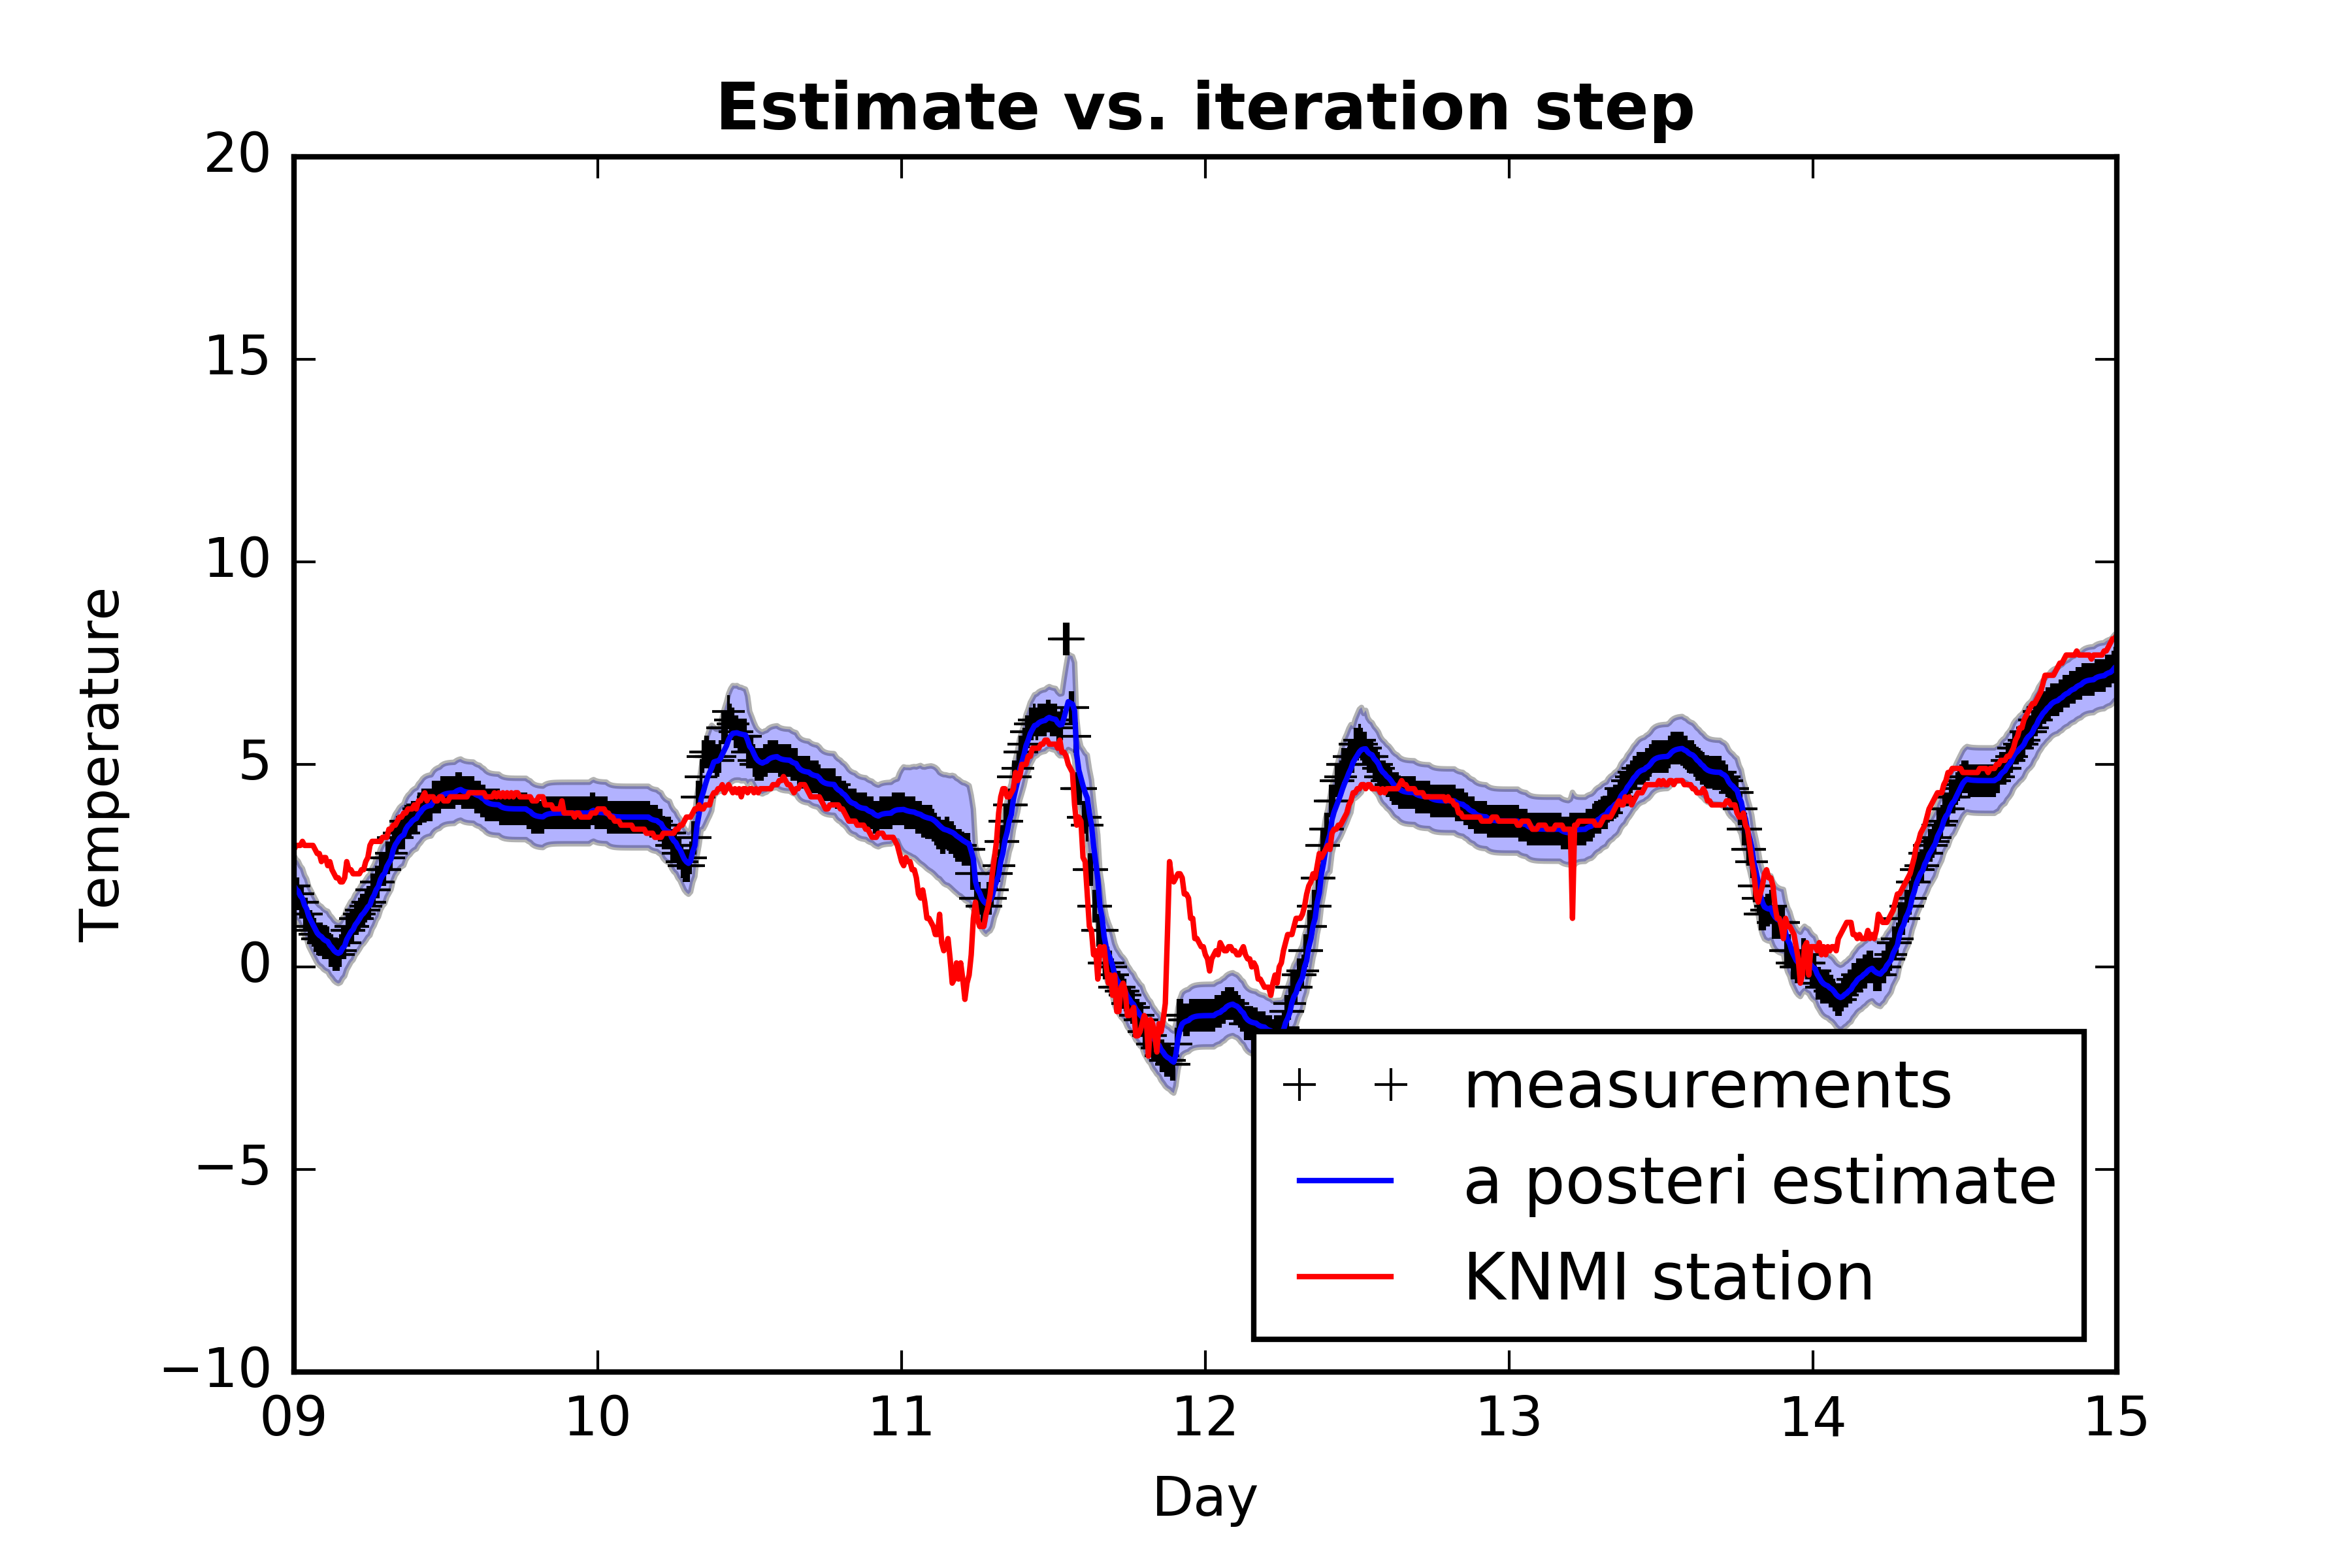 Estimate vs. iteration step
20
15
10
5
0
−5
−10
Temperature
09 10 11 12 13 14 15
Day
measurements
a posteri estimate
KNMI station